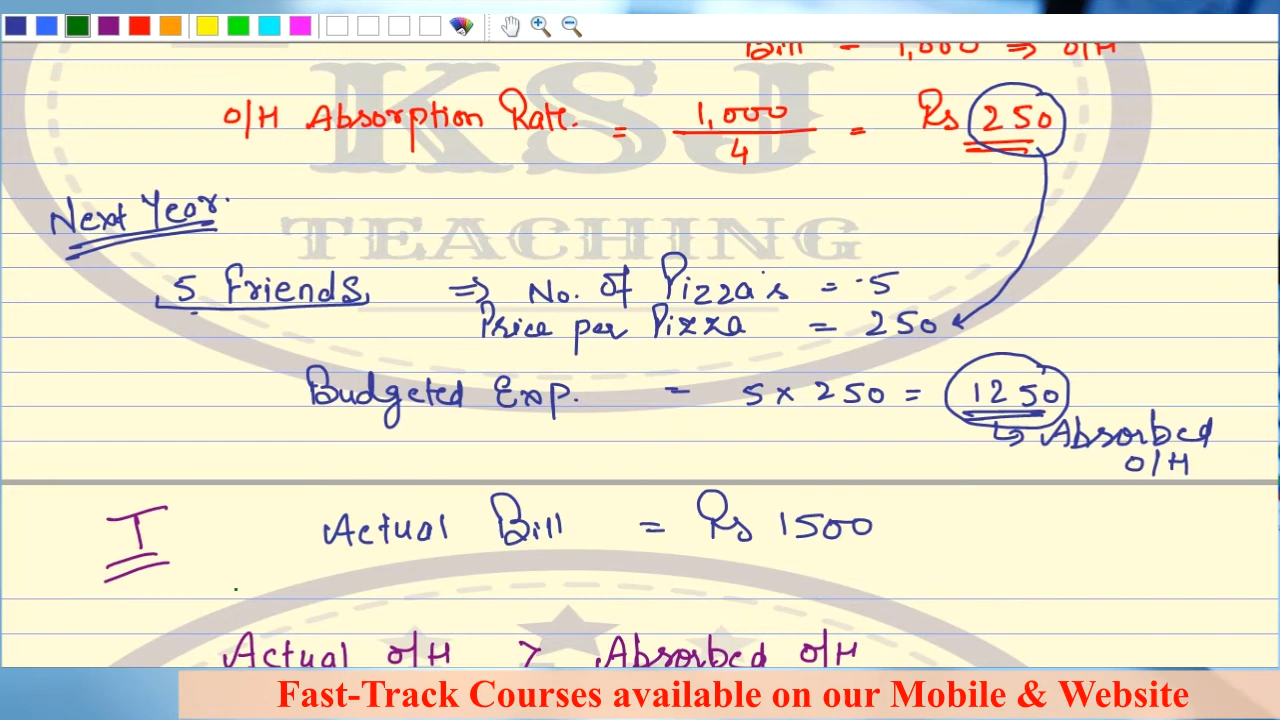 Bill = 1,000 ⇒ O/H
O/H Absorption Rate. = 1,000 / 4 = Rs 250
Next Year.
5 Friends ⇒ No. of Pizza's = 5
Price per Pizza = 250
Budgeted Exp. = 5 x 250 = 1250
↳ Absorbed
O/H
I Actual Bill = Rs 1500
Actual O/H > Absorbed O/H
KSJ
TEACHING
Fast-Track Courses available on our Mobile & Website